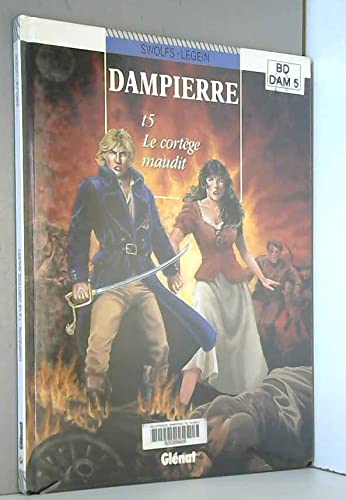 SWOLFS - LEGEIN
BD
DAM 5
DAMPIERRE
t5
Le cortège
maudit
Glénat